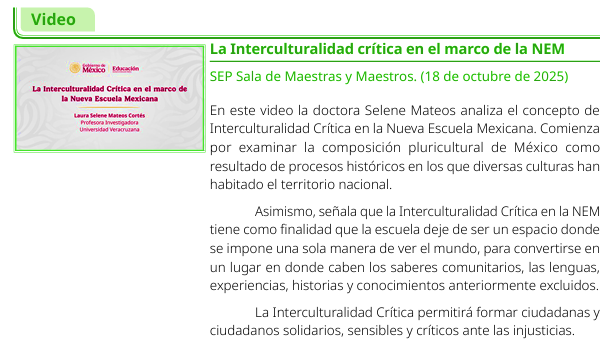 Video
Gobierno de
México
Educación
La Interculturalidad Crítica en el marco de
la Nueva Escuela Mexicana
Laura Selene Mateos Cortés
Profesora Investigadora
Universidad Veracruzana
La Interculturalidad crítica en el marco de la NEM
SEP Sala de Maestras y Maestros. (18 de octubre de 2025)
En este video la doctora Selene Mateos analiza el concepto de
Interculturalidad Crítica en la Nueva Escuela Mexicana. Comienza
por examinar la composición pluricultural de México como
resultado de procesos históricos en los que diversas culturas han
habitado el territorio nacional.
Asimismo, señala que la Interculturalidad Crítica en la NEM
tiene como finalidad que la escuela deje de ser un espacio donde
se impone una sola manera de ver el mundo, para convertirse en
un lugar en donde caben los saberes comunitarios, las lenguas,
experiencias, historias y conocimientos anteriormente excluidos.
La Interculturalidad Crítica permitirá formar ciudadanas y
ciudadanos solidarios, sensibles y críticos ante las injusticias.